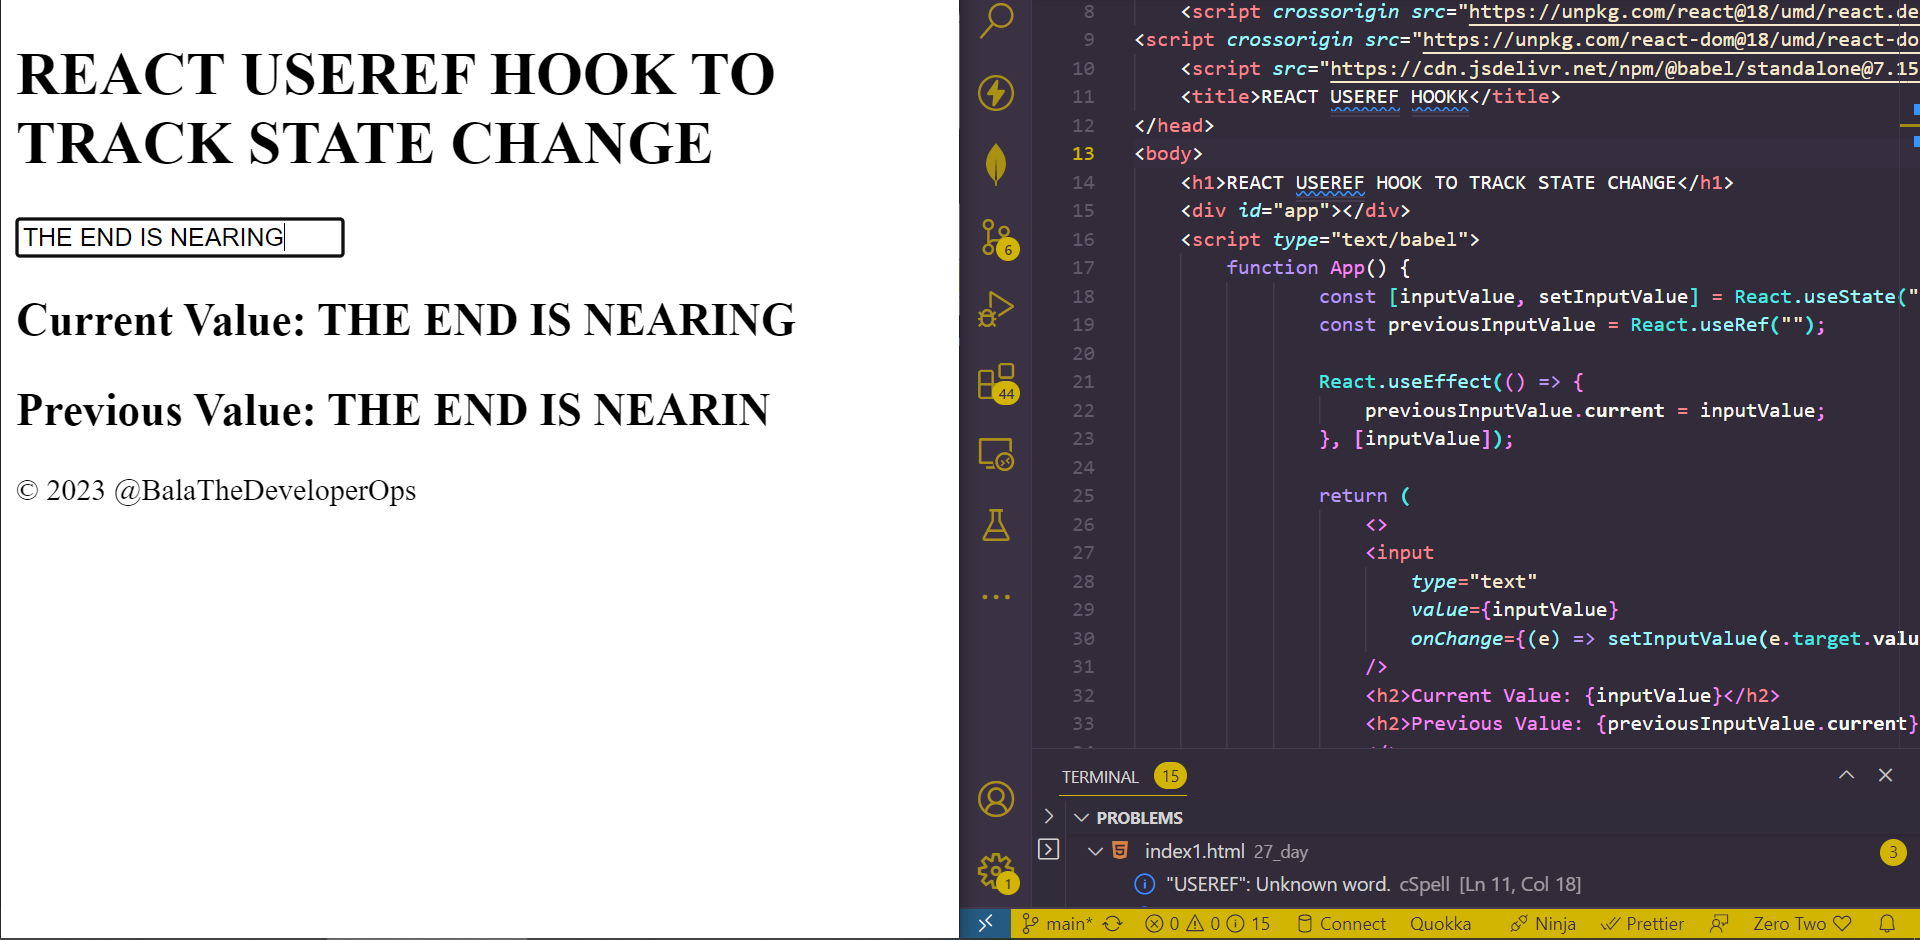 REACT USEREF HOOK TO
TRACK STATE CHANGE
THE END IS NEARING
Current Value: THE END IS NEARING
Previous Value: THE END IS NEARIN
© 2023 @BalaTheDeveloperOps
6
44
1
8 <script crossorigin src="https://unpkg.com/react@18/umd/react.de
9 <script crossorigin src="https://unpkg.com/react-dom@18/umd/react-do
10 <script src="https://cdn.jsdelivr.net/npm/@babel/standalone@7.15
11 <title>REACT USEREF HOOKK</title>
12 </head>
13 <body>
14 <h1>REACT USEREF HOOK TO TRACK STATE CHANGE</h1>
15 <div id="app"></div>
16 <script type="text/babel">
17 function App() {
18 const [inputValue, setInputValue] = React.useState("
19 const previousInputValue = React.useRef("");
20
21 React.useEffect(() => {
22 previousInputValue.current = inputValue;
23 }, [inputValue]);
24
25 return (
26 <>
27 <input
28 type="text"
29 value={inputValue}
30 onChange={(e) => setInputValue(e.target.valu
31 />
32 <h2>Current Value: {inputValue}</h2>
33 <h2>Previous Value: {previousInputValue.current}
TERMINAL 15
PROBLEMS
index1.html 27_day 3
"USEREF": Unknown word. cSpell [Ln 11, Col 18]
main* 0 0 15 Connect Quokka Ninja Prettier Zero Two